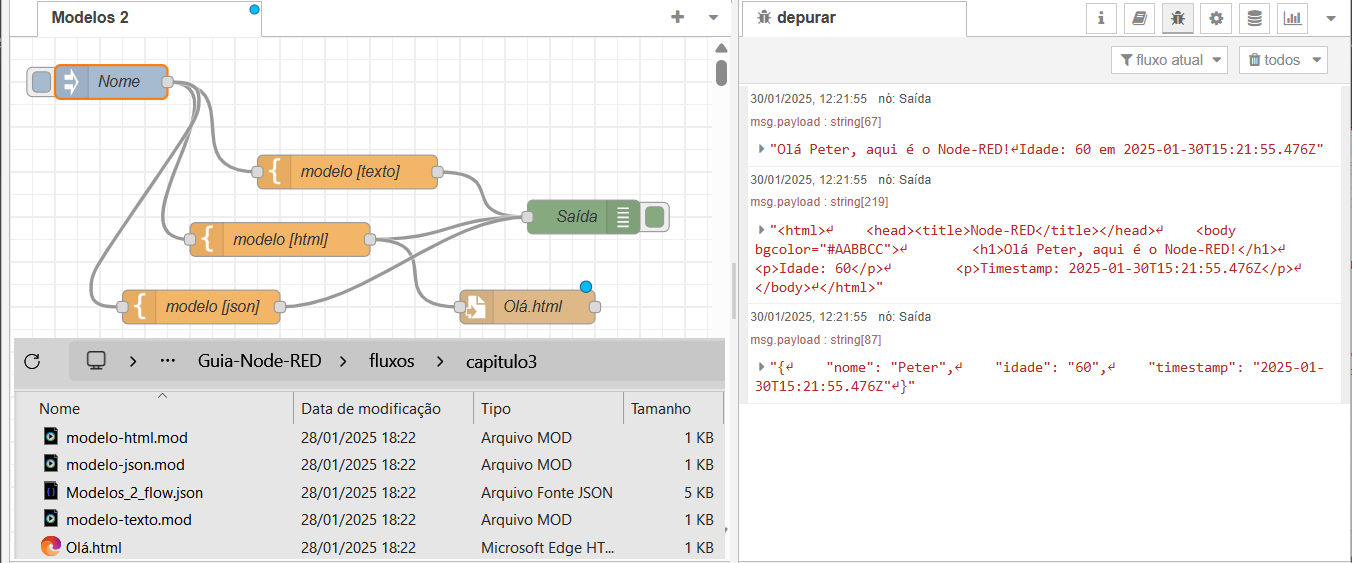 Modelos 2
Nome
modelo [texto]
Saída
modelo [html]
modelo [json]
Olá.html
Guia-Node-RED > fluxos > capitulo3
Nome Data de modificação Tipo Tamanho
modelo-html.mod 28/01/2025 18:22 Arquivo MOD 1 KB
modelo-json.mod 28/01/2025 18:22 Arquivo MOD 1 KB
Modelos_2_flow.json 28/01/2025 18:22 Arquivo Fonte JSON 5 KB
modelo-texto.mod 28/01/2025 18:22 Arquivo MOD 1 KB
Olá.html 28/01/2025 18:22 Microsoft Edge HT... 1 KB
depurar
fluxo atual todos
30/01/2025, 12:21:55 nó: Saída
msg.payload : string[67]
"Olá Peter, aqui é o Node-RED!↵Idade: 60 em 2025-01-30T15:21:55.476Z"
30/01/2025, 12:21:55 nó: Saída
msg.payload : string[219]
"<html>↵ <head><title>Node-RED</title></head>↵ <body
bgcolor="#AABBCC">↵ <h1>Olá Peter, aqui é o Node-RED!</h1>↵
<p>Idade: 60</p>↵ <p>Timestamp: 2025-01-30T15:21:55.476Z</p>↵
</body>↵</html>"
30/01/2025, 12:21:55 nó: Saída
msg.payload : string[87]
"{↵ "nome": "Peter",↵ "idade": "60",↵ "timestamp": "2025-01-
30T15:21:55.476Z"↵}"